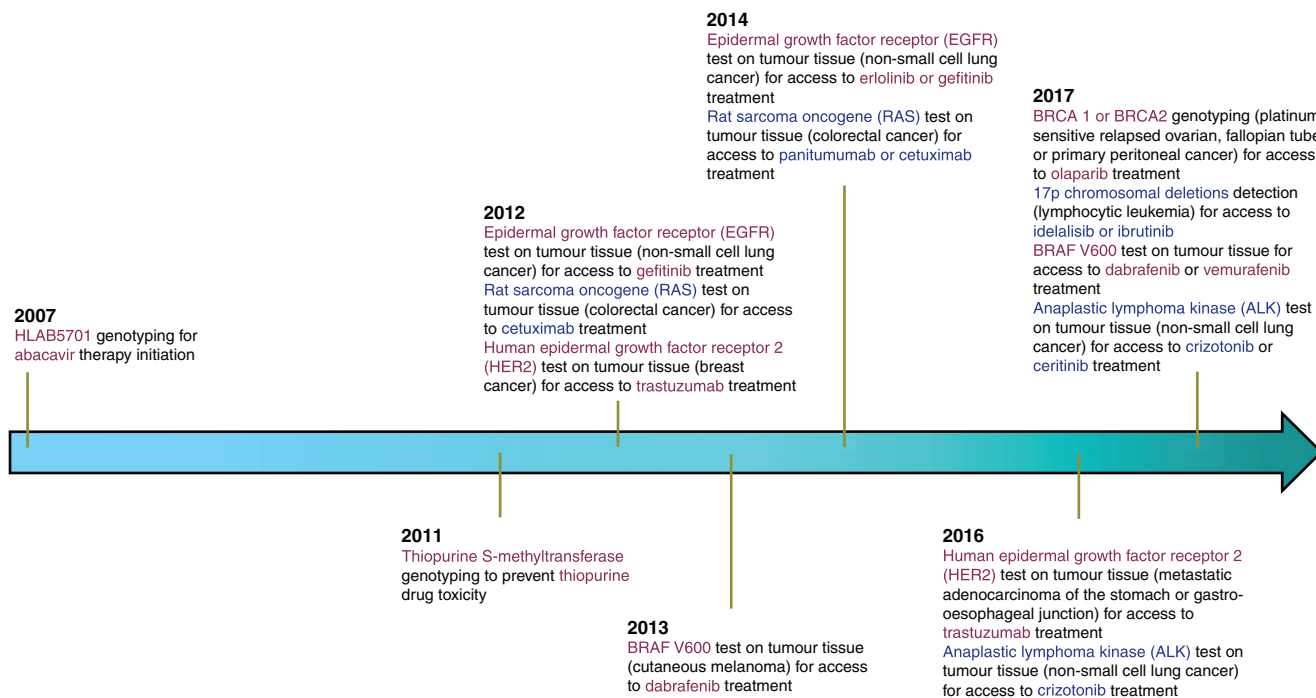 2014
Epidermal growth factor receptor (EGFR)
test on tumour tissue (non-small cell lung
cancer) for access to erlolinib or gefitinib
treatment
Rat sarcoma oncogene (RAS) test on
tumour tissue (colorectal cancer) for
access to panitumumab or cetuximab
treatment
2017
BRCA 1 or BRCA2 genotyping (platinum
sensitive relapsed ovarian, fallopian tube
or primary peritoneal cancer) for access
to olaparib treatment
17p chromosomal deletions detection
(lymphocytic leukemia) for access to
idelalisib or ibrutinib
BRAF V600 test on tumour tissue for
access to dabrafenib or vemurafenib
treatment
Anaplastic lymphoma kinase (ALK) test
on tumour tissue (non-small cell lung
cancer) for access to crizotonib or
ceritinib treatment
2012
Epidermal growth factor receptor (EGFR)
test on tumour tissue (non-small cell lung
cancer) for access to gefitinib treatment
Rat sarcoma oncogene (RAS) test on
tumour tissue (colorectal cancer) for access
to cetuximab treatment
Human epidermal growth factor receptor 2
(HER2) test on tumour tissue (breast
cancer) for access to trastuzumab treatment
2007
HLAB5701 genotyping for
abacavir therapy initiation
2011
Thiopurine S-methyltransferase
genotyping to prevent thiopurine
drug toxicity
2013
BRAF V600 test on tumour tissue
(cutaneous melanoma) for access
to dabrafenib treatment
2016
Human epidermal growth factor receptor 2
(HER2) test on tumour tissue (metastatic
adenocarcinoma of the stomach or gastro-
oesophageal junction) for access to
trastuzumab treatment
Anaplastic lymphoma kinase (ALK) test on
tumour tissue (non-small cell lung cancer)
for access to crizotonib treatment